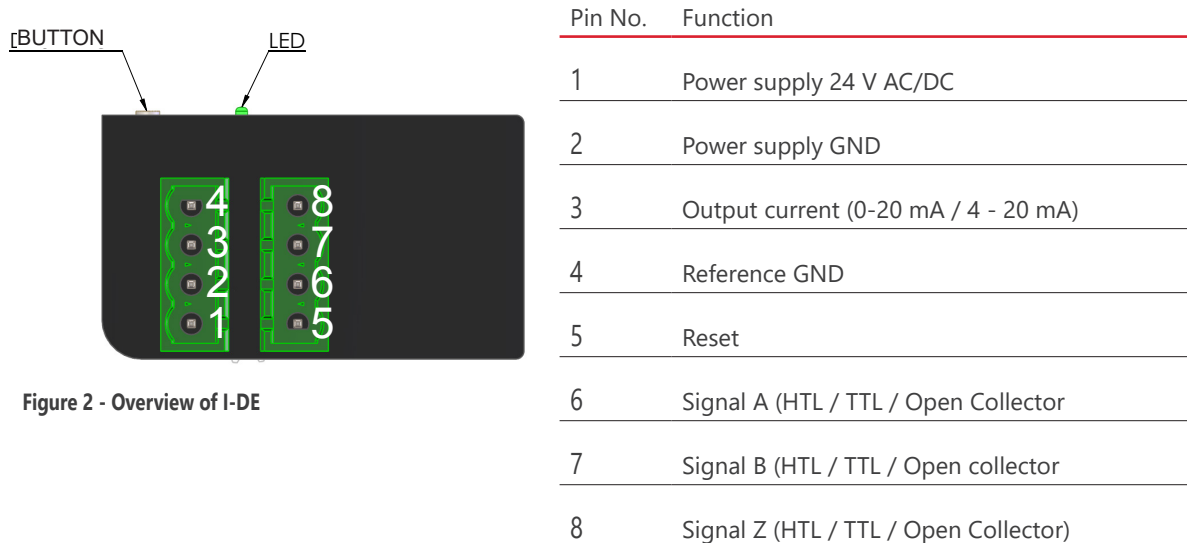 [BUTTON
LED
4
3
2
1
8
7
6
5
Figure 2 - Overview of I-DE
Pin No. Function
1 Power supply 24 V AC/DC
2 Power supply GND
3 Output current (0-20 mA / 4 - 20 mA)
4 Reference GND
5 Reset
6 Signal A (HTL / TTL / Open Collector
7 Signal B (HTL / TTL / Open collector
8 Signal Z (HTL / TTL / Open Collector)